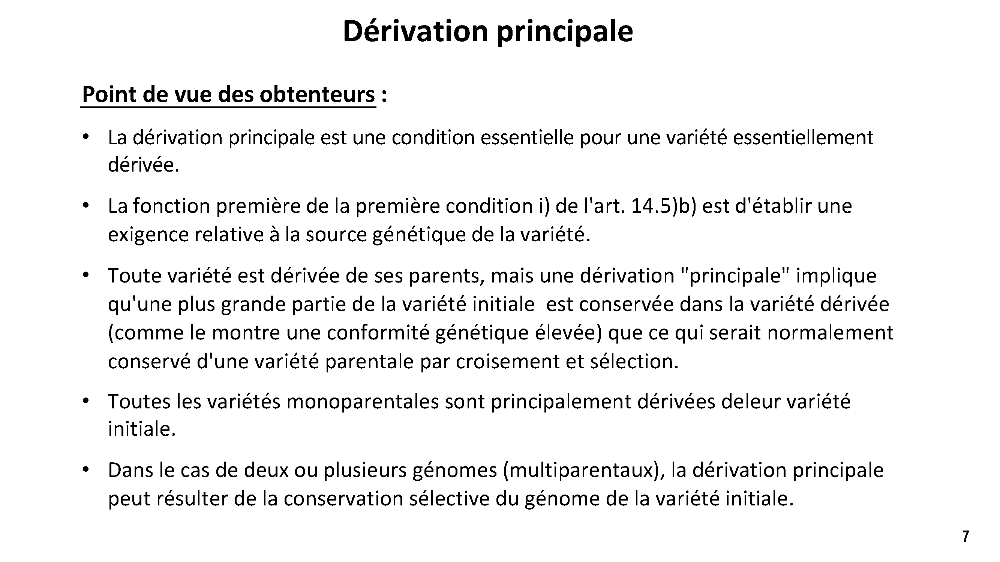 Dérivation principale
Point de vue des obtenteurs :
• La dérivation principale est une condition essentielle pour une variété essentiellement
dérivée.
• La fonction première de la première condition i) de l'art. 14.5)b) est d'établir une
exigence relative à la source génétique de la variété.
• Toute variété est dérivée de ses parents, mais une dérivation "principale" implique
qu'une plus grande partie de la variété initiale est conservée dans la variété dérivée
(comme le montre une conformité génétique élevée) que ce qui serait normalement
conservé d'une variété parentale par croisement et sélection.
• Toutes les variétés monoparentales sont principalement dérivées deleur variété
initiale.
• Dans le cas de deux ou plusieurs génomes (multiparentaux), la dérivation principale
peut résulter de la conservation sélective du génome de la variété initiale.
7